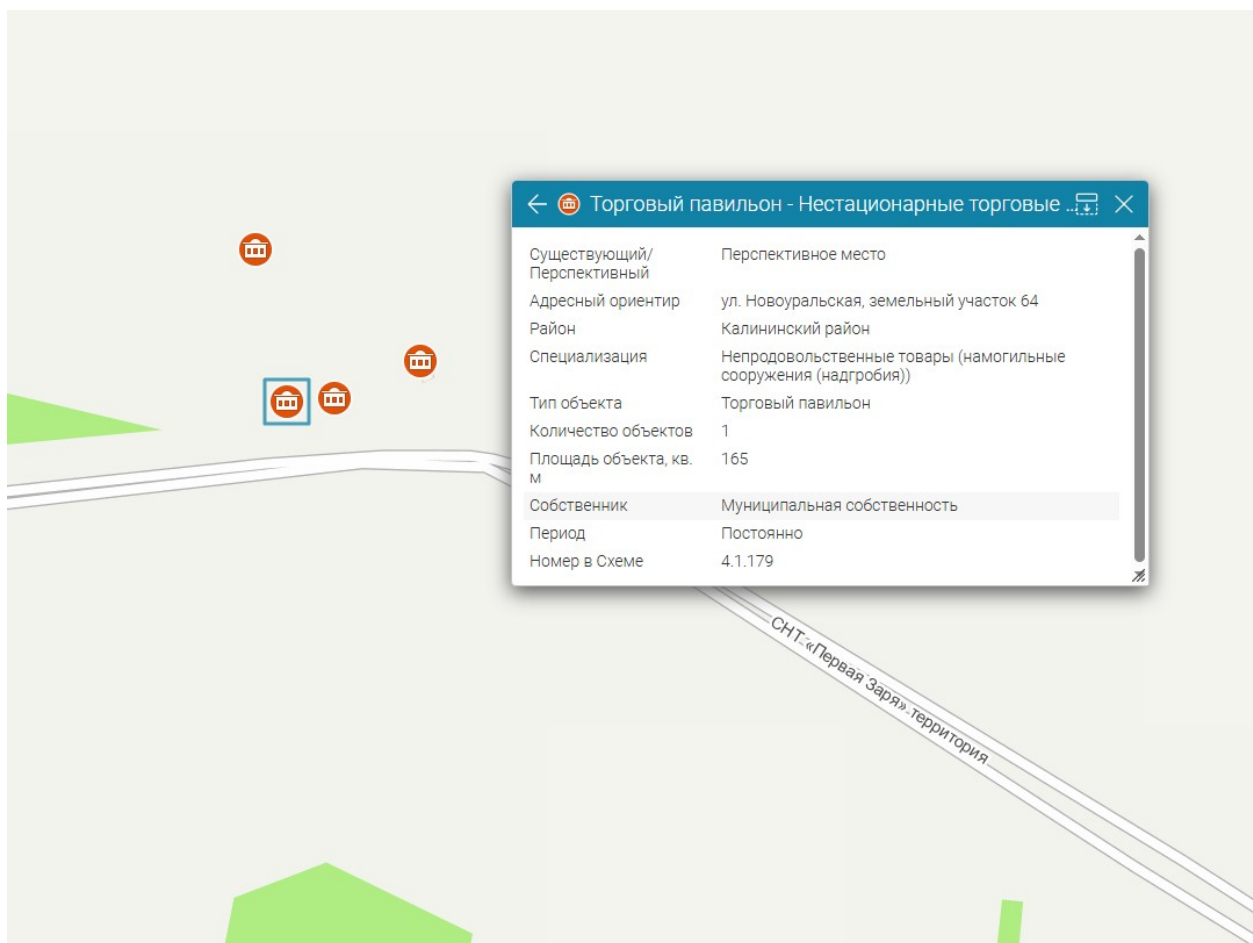 Торговый павильон - Нестационарные торговые ...
Существующий/ Перспективное место
Перспективный
Адресный ориентир ул. Новоуральская, земельный участок 64
Район Калининский район
Специализация Непродовольственные товары (намогильные
сооружения (надгробия))
Тип объекта Торговый павильон
Количество объектов 1
Площадь объекта, кв. 165
м
Собственник Муниципальная собственность
Период Постоянно
Номер в Схеме 4.1.179
СНТ «Первая Заря» территория